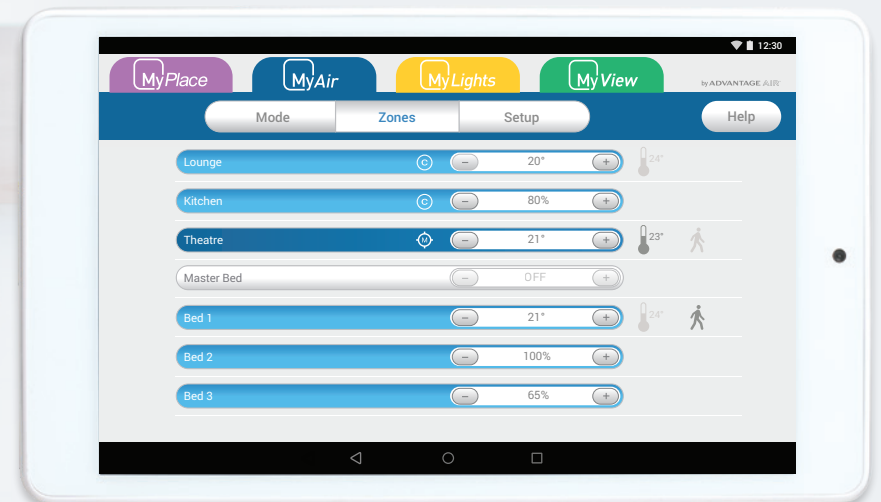 12:30
MyPlace MyAir MyLights MyView by ADVANTAGE AIR
Mode Zones Setup Help
Lounge C - 20° + 24°
Kitchen C - 80% +
Theatre M - 21° + 23°
Master Bed - OFF +
Bed 1 - 21° + 24°
Bed 2 - 100% +
Bed 3 - 65% +